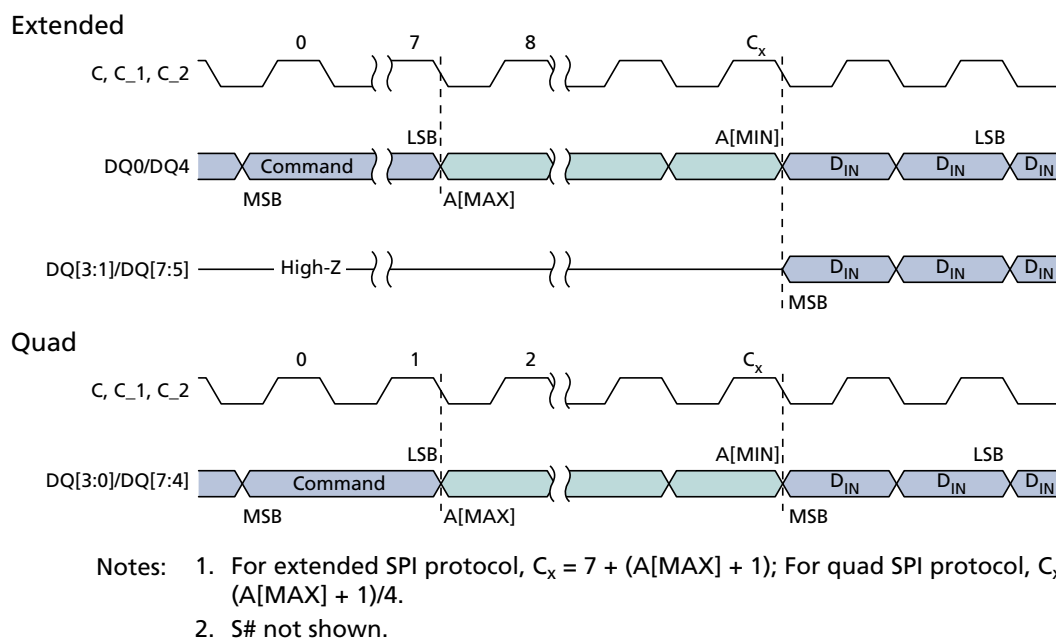 Extended
0 7 8 Cx
C, C_1, C_2
LSB A[MIN] LSB
DQ0/DQ4 Command DIN DIN DIN
MSB A[MAX]
DQ[3:1]/DQ[7:5] High-Z DIN DIN DIN
MSB
Quad
0 1 2 Cx
C, C_1, C_2
LSB A[MIN] LSB
DQ[3:0]/DQ[7:4] Command DIN DIN DIN
MSB A[MAX] MSB
Notes: 1. For extended SPI protocol, Cx = 7 + (A[MAX] + 1); For quad SPI protocol, Cx
(A[MAX] + 1)/4.
2. S# not shown.